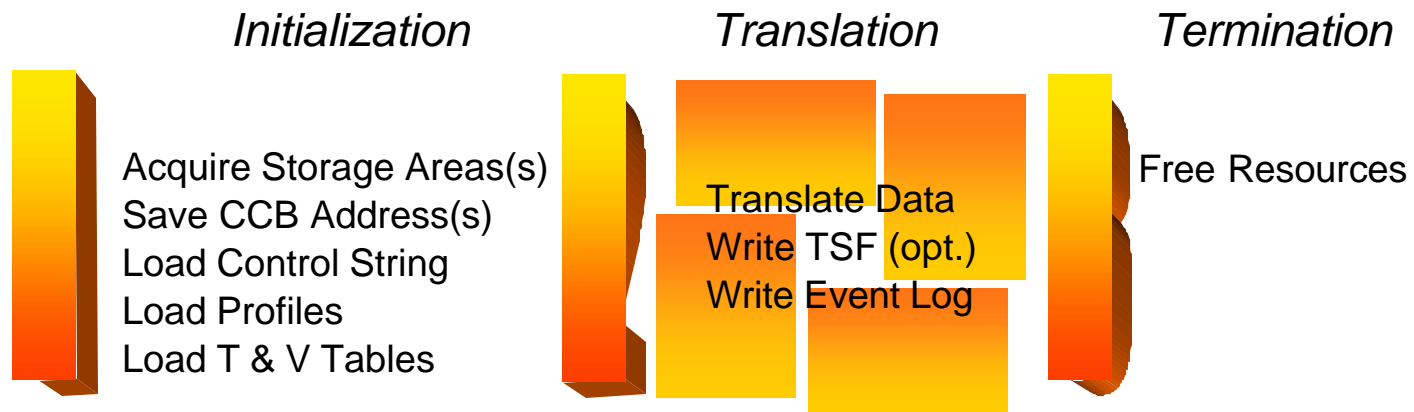 Initialization
Translation
Termination
Acquire Storage Areas(s)
Save CCB Address(s)
Load Control String
Load Profiles
Load T & V Tables
Translate Data
Write TSF (opt.)
Write Event Log
Free Resources